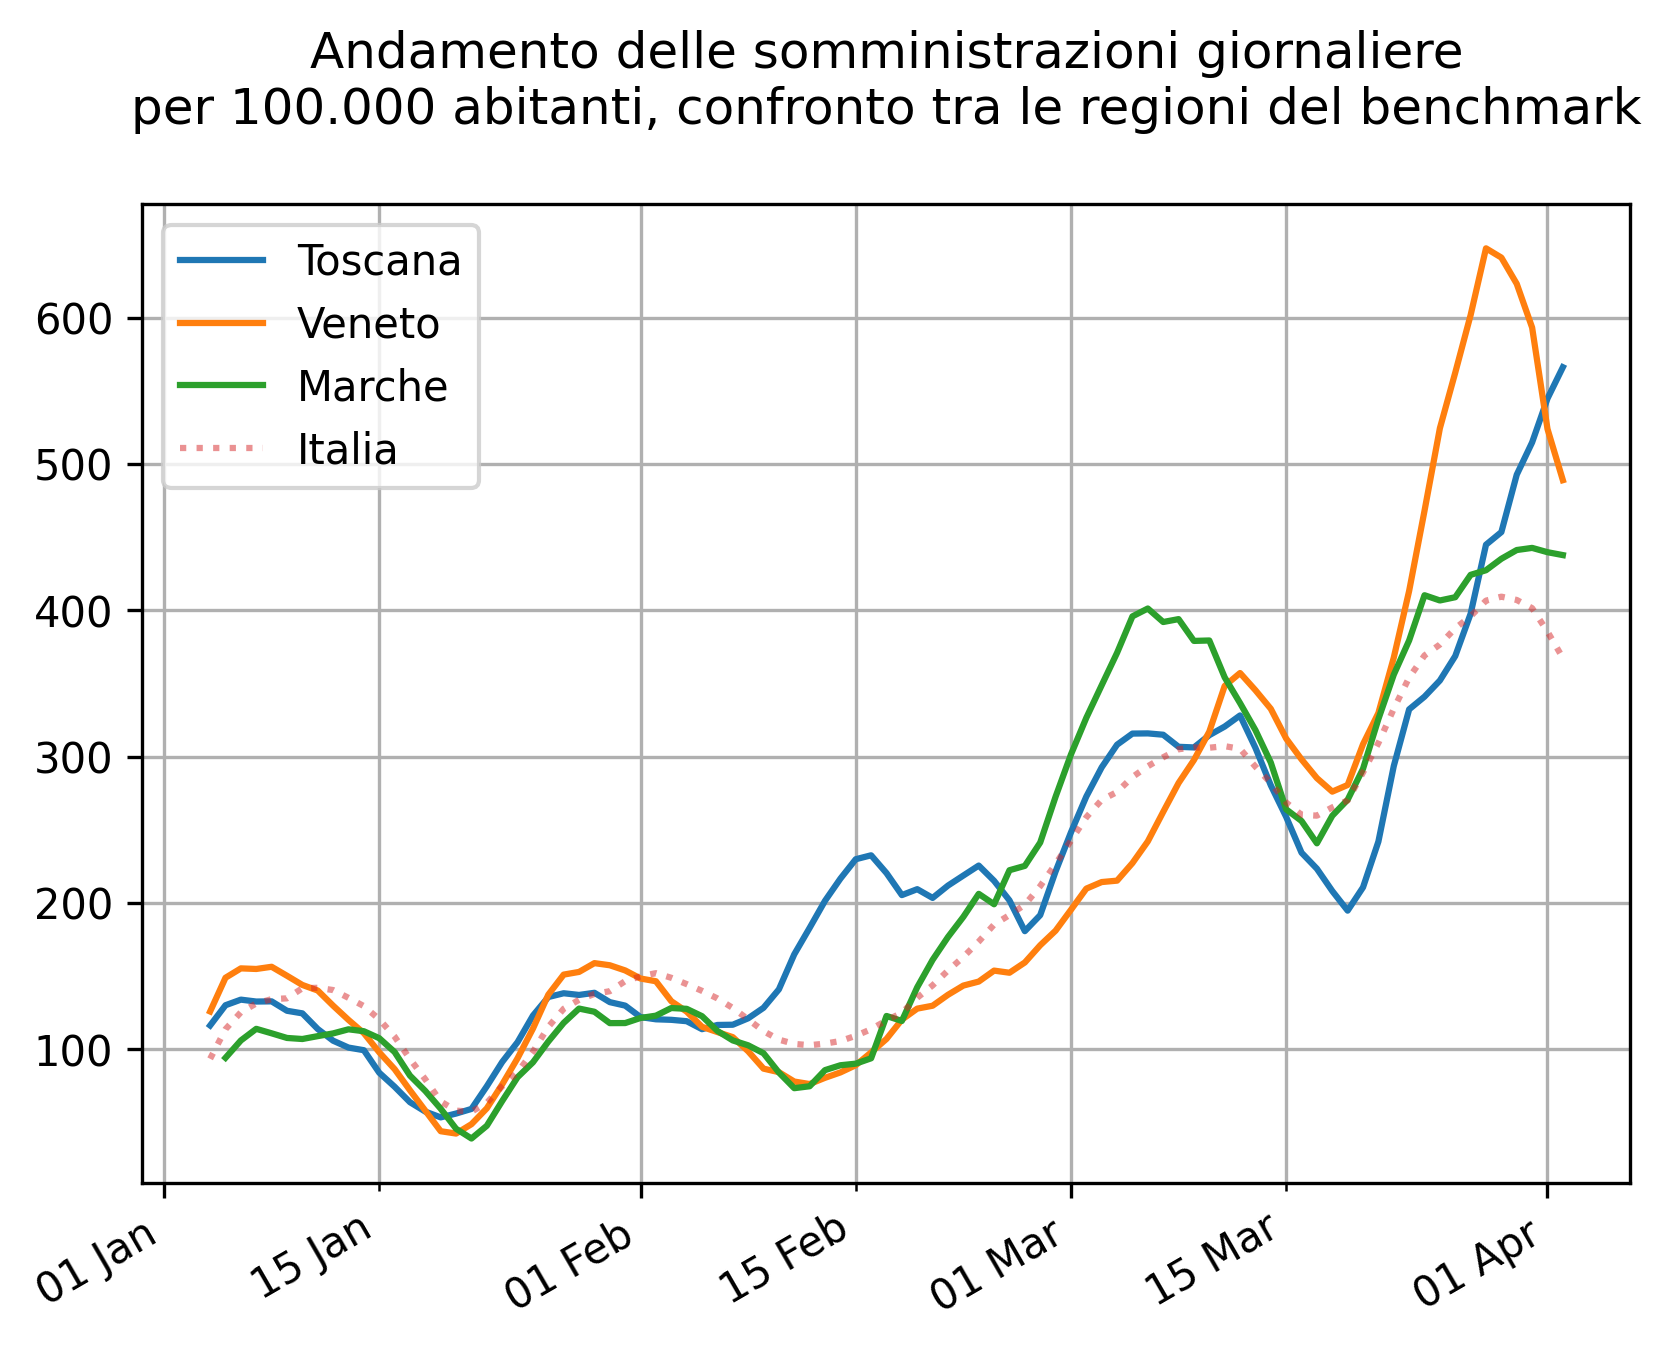 Andamento delle somministrazioni giornaliere
per 100.000 abitanti, confronto tra le regioni del benchmark
Toscana
Veneto
Marche
Italia
600
500
400
300
200
100
01 Jan
15 Jan
01 Feb
15 Feb
01 Mar
15 Mar
01 Apr